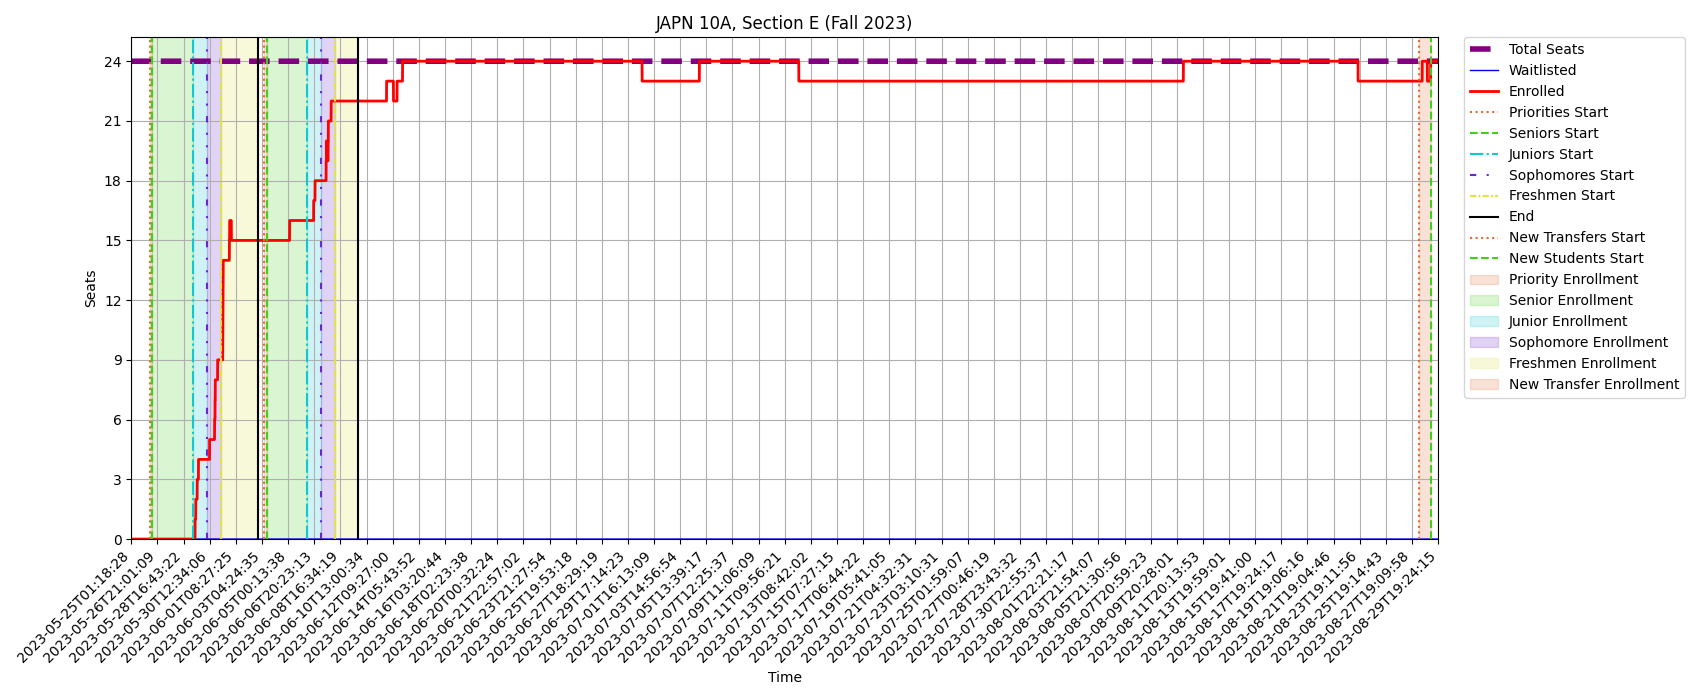 JAPN 10A, Section E (Fall 2023)
Seats
24
21
18
15
12
9
6
3
0
2023-05-25T01:18:28
2023-05-26T21:01:09
2023-05-28T16:43:22
2023-05-30T12:34:06
2023-06-01T08:27:25
2023-06-03T04:24:35
2023-06-05T00:13:38
2023-06-06T20:23:13
2023-06-08T16:34:19
2023-06-10T13:00:34
2023-06-12T09:27:00
2023-06-14T05:43:52
2023-06-16T03:20:44
2023-06-18T02:23:38
2023-06-20T00:32:24
2023-06-21T22:57:02
2023-06-23T21:27:54
2023-06-25T19:53:18
2023-06-27T18:29:19
2023-06-29T17:14:23
2023-07-01T16:13:09
2023-07-03T14:56:54
2023-07-05T13:39:17
2023-07-07T12:25:37
2023-07-09T11:06:09
2023-07-11T09:56:21
2023-07-13T08:42:02
2023-07-15T07:27:15
2023-07-17T06:44:22
2023-07-19T05:41:05
2023-07-21T04:32:31
2023-07-23T03:10:31
2023-07-25T01:59:07
2023-07-27T00:46:19
2023-07-28T23:43:32
2023-07-30T22:55:37
2023-08-01T22:21:17
2023-08-03T21:54:07
2023-08-05T21:30:56
2023-08-07T20:59:23
2023-08-09T20:28:01
2023-08-11T20:13:53
2023-08-13T19:59:01
2023-08-15T19:41:00
2023-08-17T19:24:17
2023-08-19T19:06:16
2023-08-21T19:04:46
2023-08-23T19:11:56
2023-08-25T19:14:43
2023-08-27T19:09:58
2023-08-29T19:24:15
Time
Total Seats
Waitlisted
Enrolled
Priorities Start
Seniors Start
Juniors Start
Sophomores Start
Freshmen Start
End
New Transfers Start
New Students Start
Priority Enrollment
Senior Enrollment
Junior Enrollment
Sophomore Enrollment
Freshmen Enrollment
New Transfer Enrollment